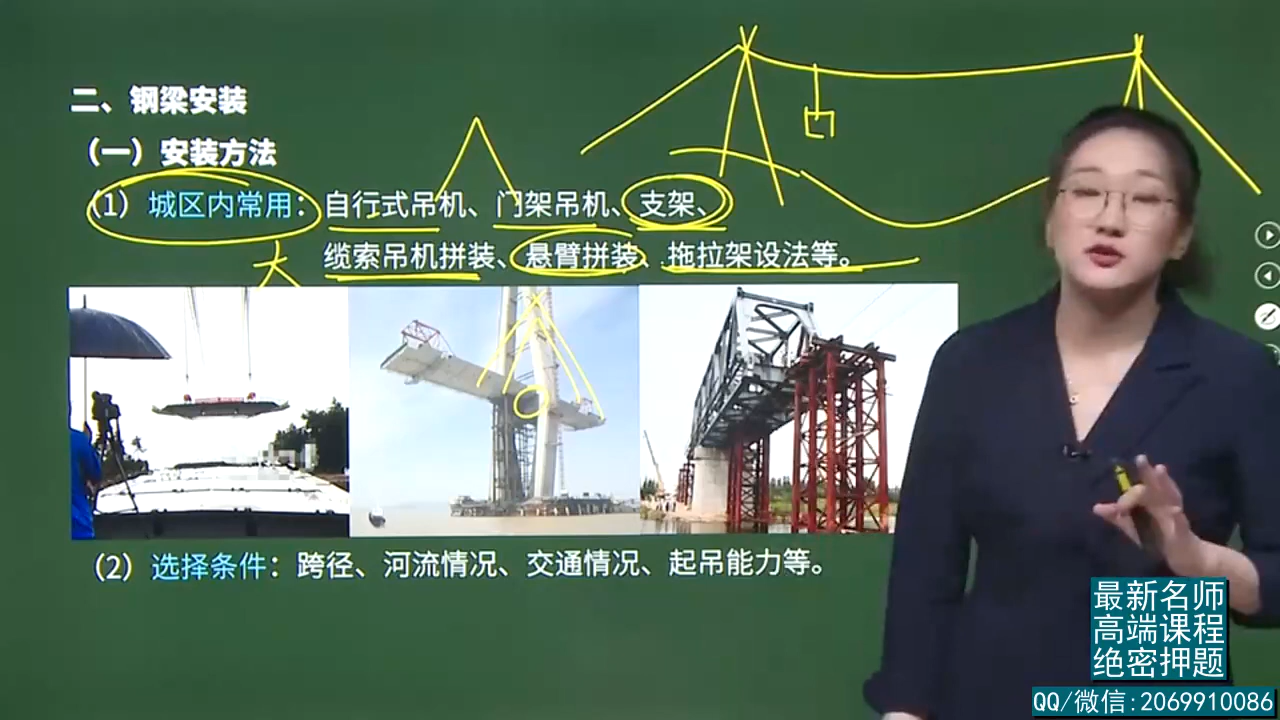 二、钢梁安装
（一）安装方法
（1）城区内常用：自行式吊机、门架吊机、支架、
缆索吊机拼装、悬臂拼装、拖拉架设法等。
大
（2）选择条件：跨径、河流情况、交通情况、起吊能力等。
最新名师
高端课程
绝密押题
QQ/微信:2069910086